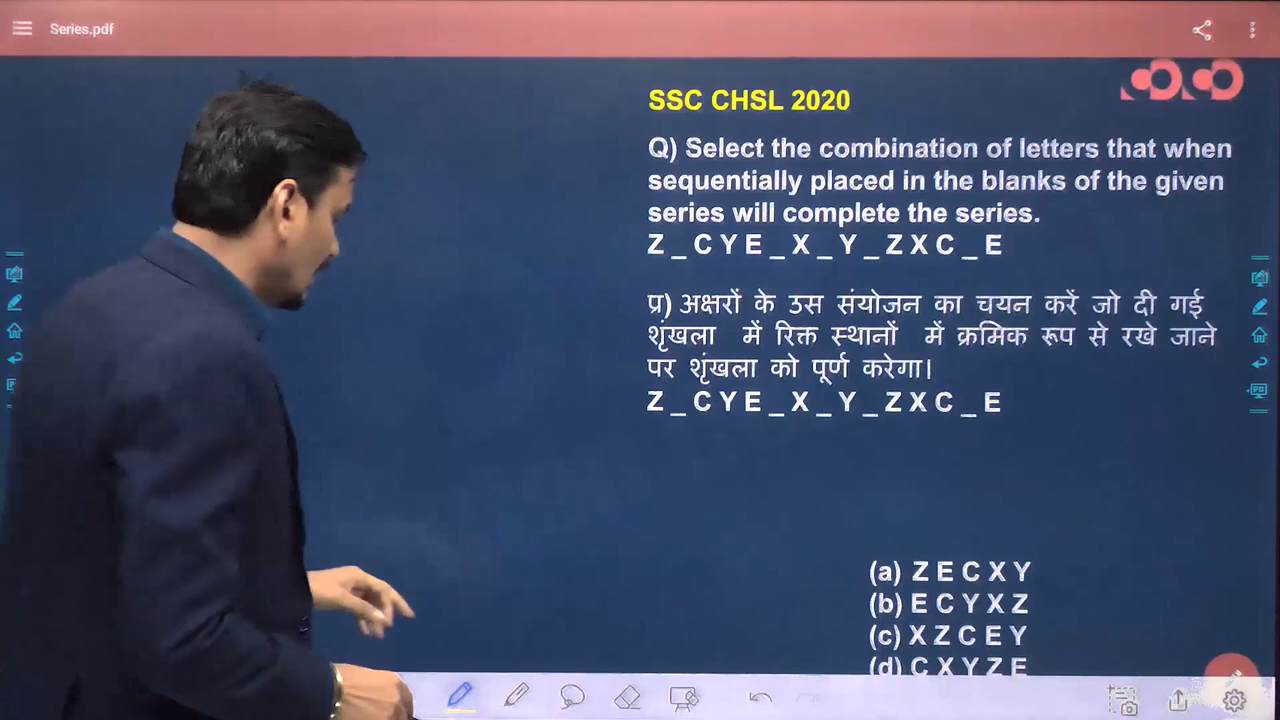 Series.pdf
SSC CHSL 2020
Q) Select the combination of letters that when
sequentially placed in the blanks of the given
series will complete the series.
Z _ C Y E _ X _ Y _ Z X C _ E
प्र) अक्षरों के उस संयोजन का चयन करें जो दी गई
शृंखला में रिक्त स्थानों में क्रमिक रूप से रखे जाने
पर शृंखला को पूर्ण करेगा।
Z _ C Y E _ X _ Y _ Z X C _ E
(a) Z E C X Y
(b) E C Y X Z
(c) X Z C E Y
(d) C X Y Z E